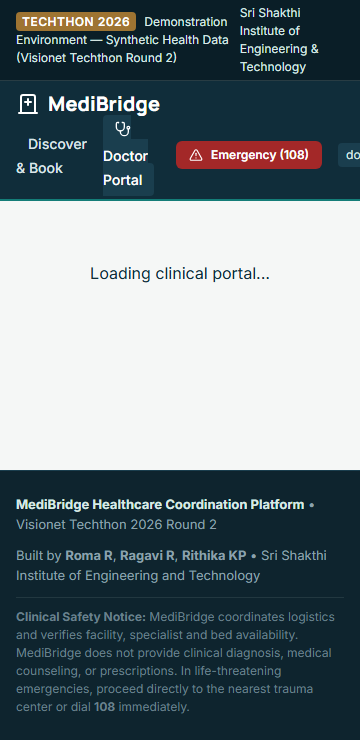 TECHTHON 2026 Demonstration
Environment — Synthetic Health Data
(Visionet Techthon Round 2)
Sri Shakthi
Institute of
Engineering &
Technology
MediBridge
Discover
& Book
Doctor
Portal
Emergency (108)
do
Loading clinical portal...
MediBridge Healthcare Coordination Platform •
Visionet Techthon 2026 Round 2
Built by Roma R, Ragavi R, Rithika KP • Sri Shakthi
Institute of Engineering and Technology
Clinical Safety Notice: MediBridge coordinates logistics
and verifies facility, specialist and bed availability.
MediBridge does not provide clinical diagnosis, medical
counseling, or prescriptions. In life-threatening
emergencies, proceed directly to the nearest trauma
center or dial 108 immediately.